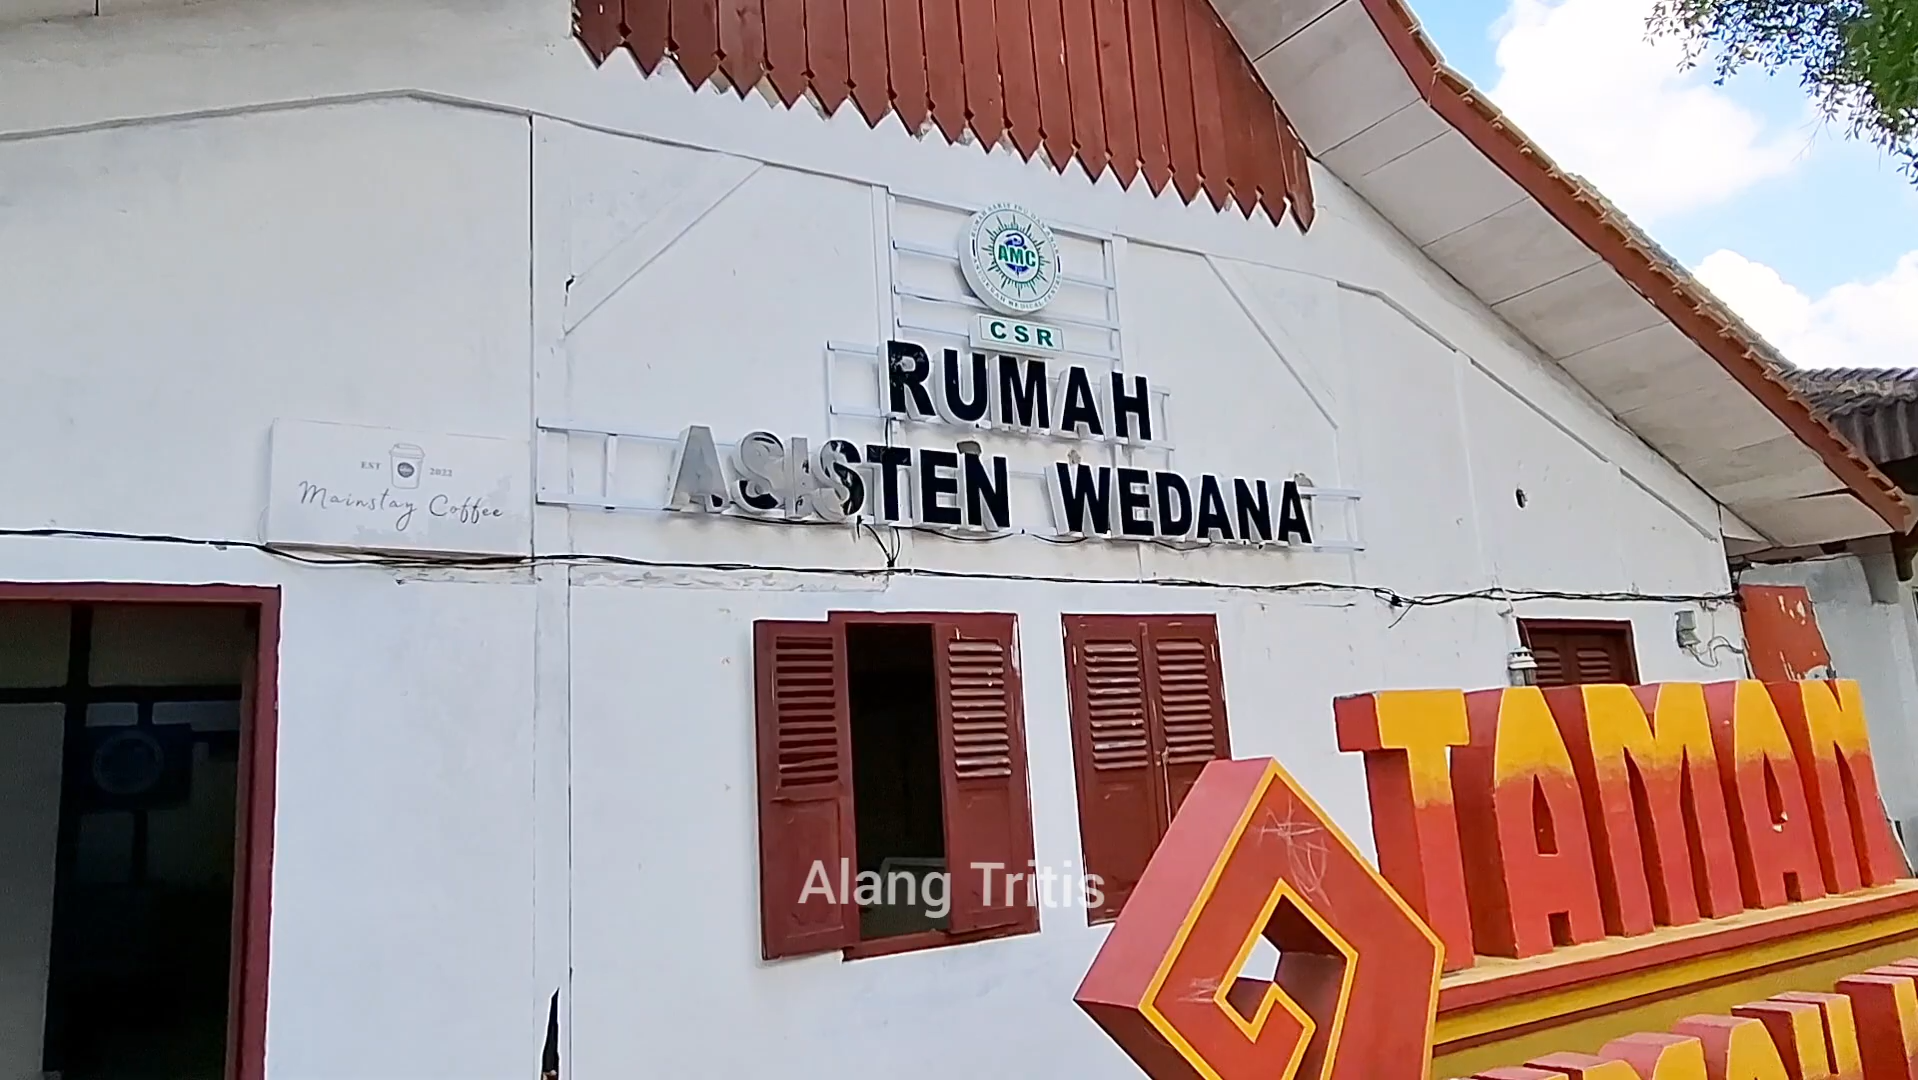 AMC
CSR
RUMAH
ASISTEN WEDANA
EST 2022
Mainstay Coffee
Alang Tritis
TAMAN